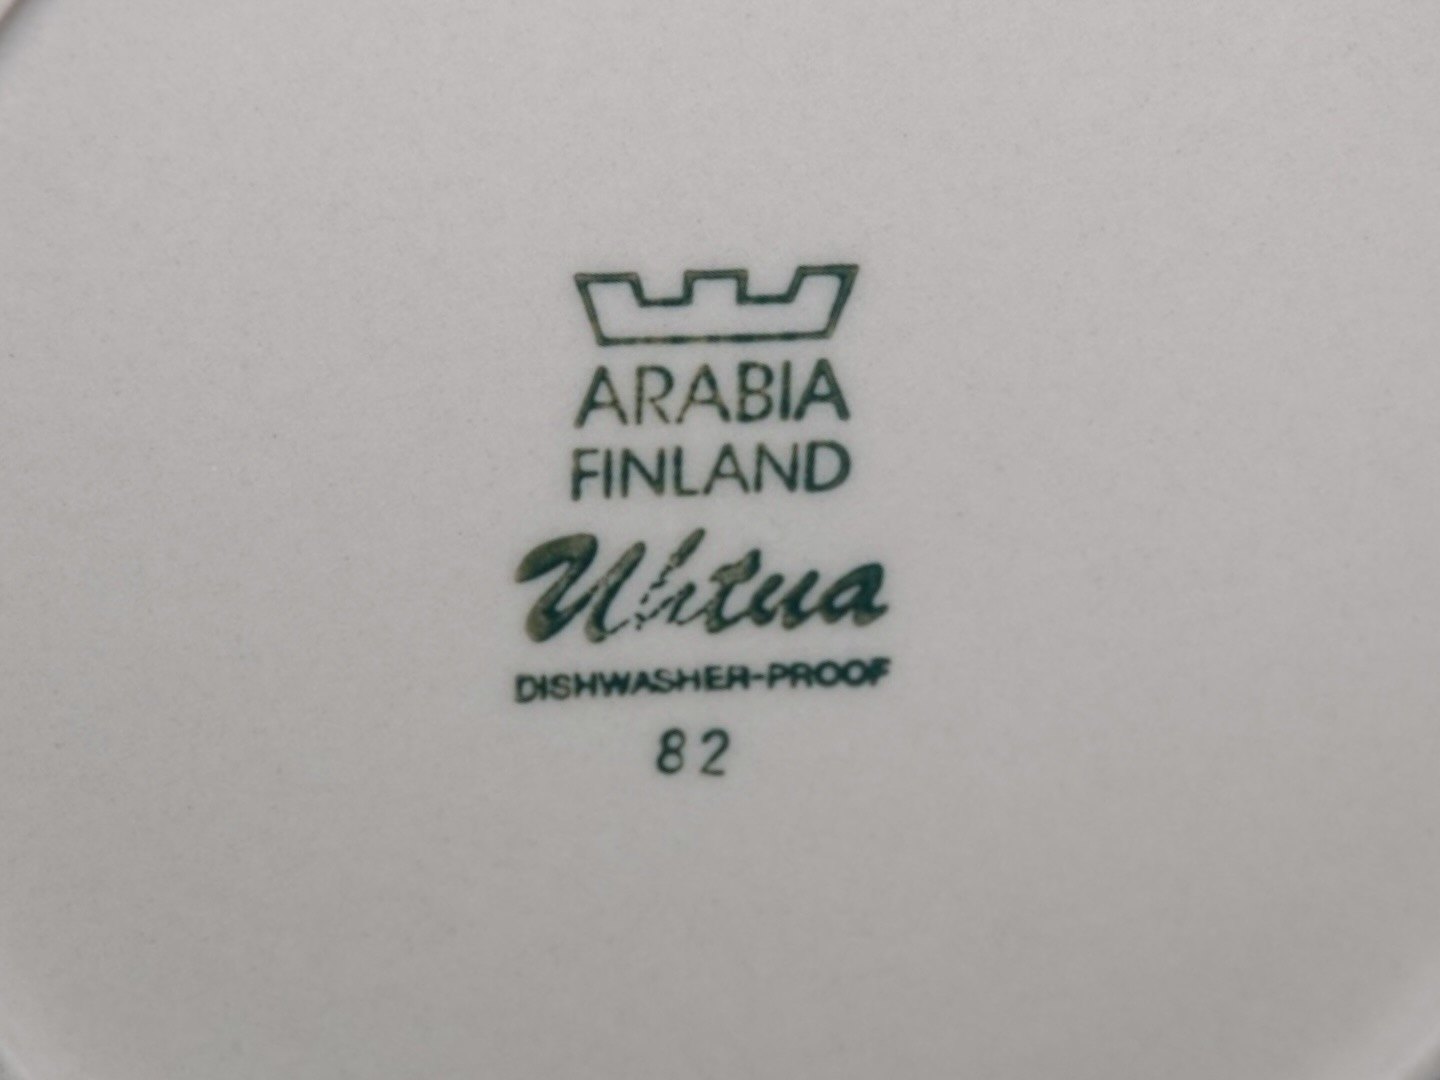 ARABIA
FINLAND
Uhtua
DISHWASHER-PROOF
82